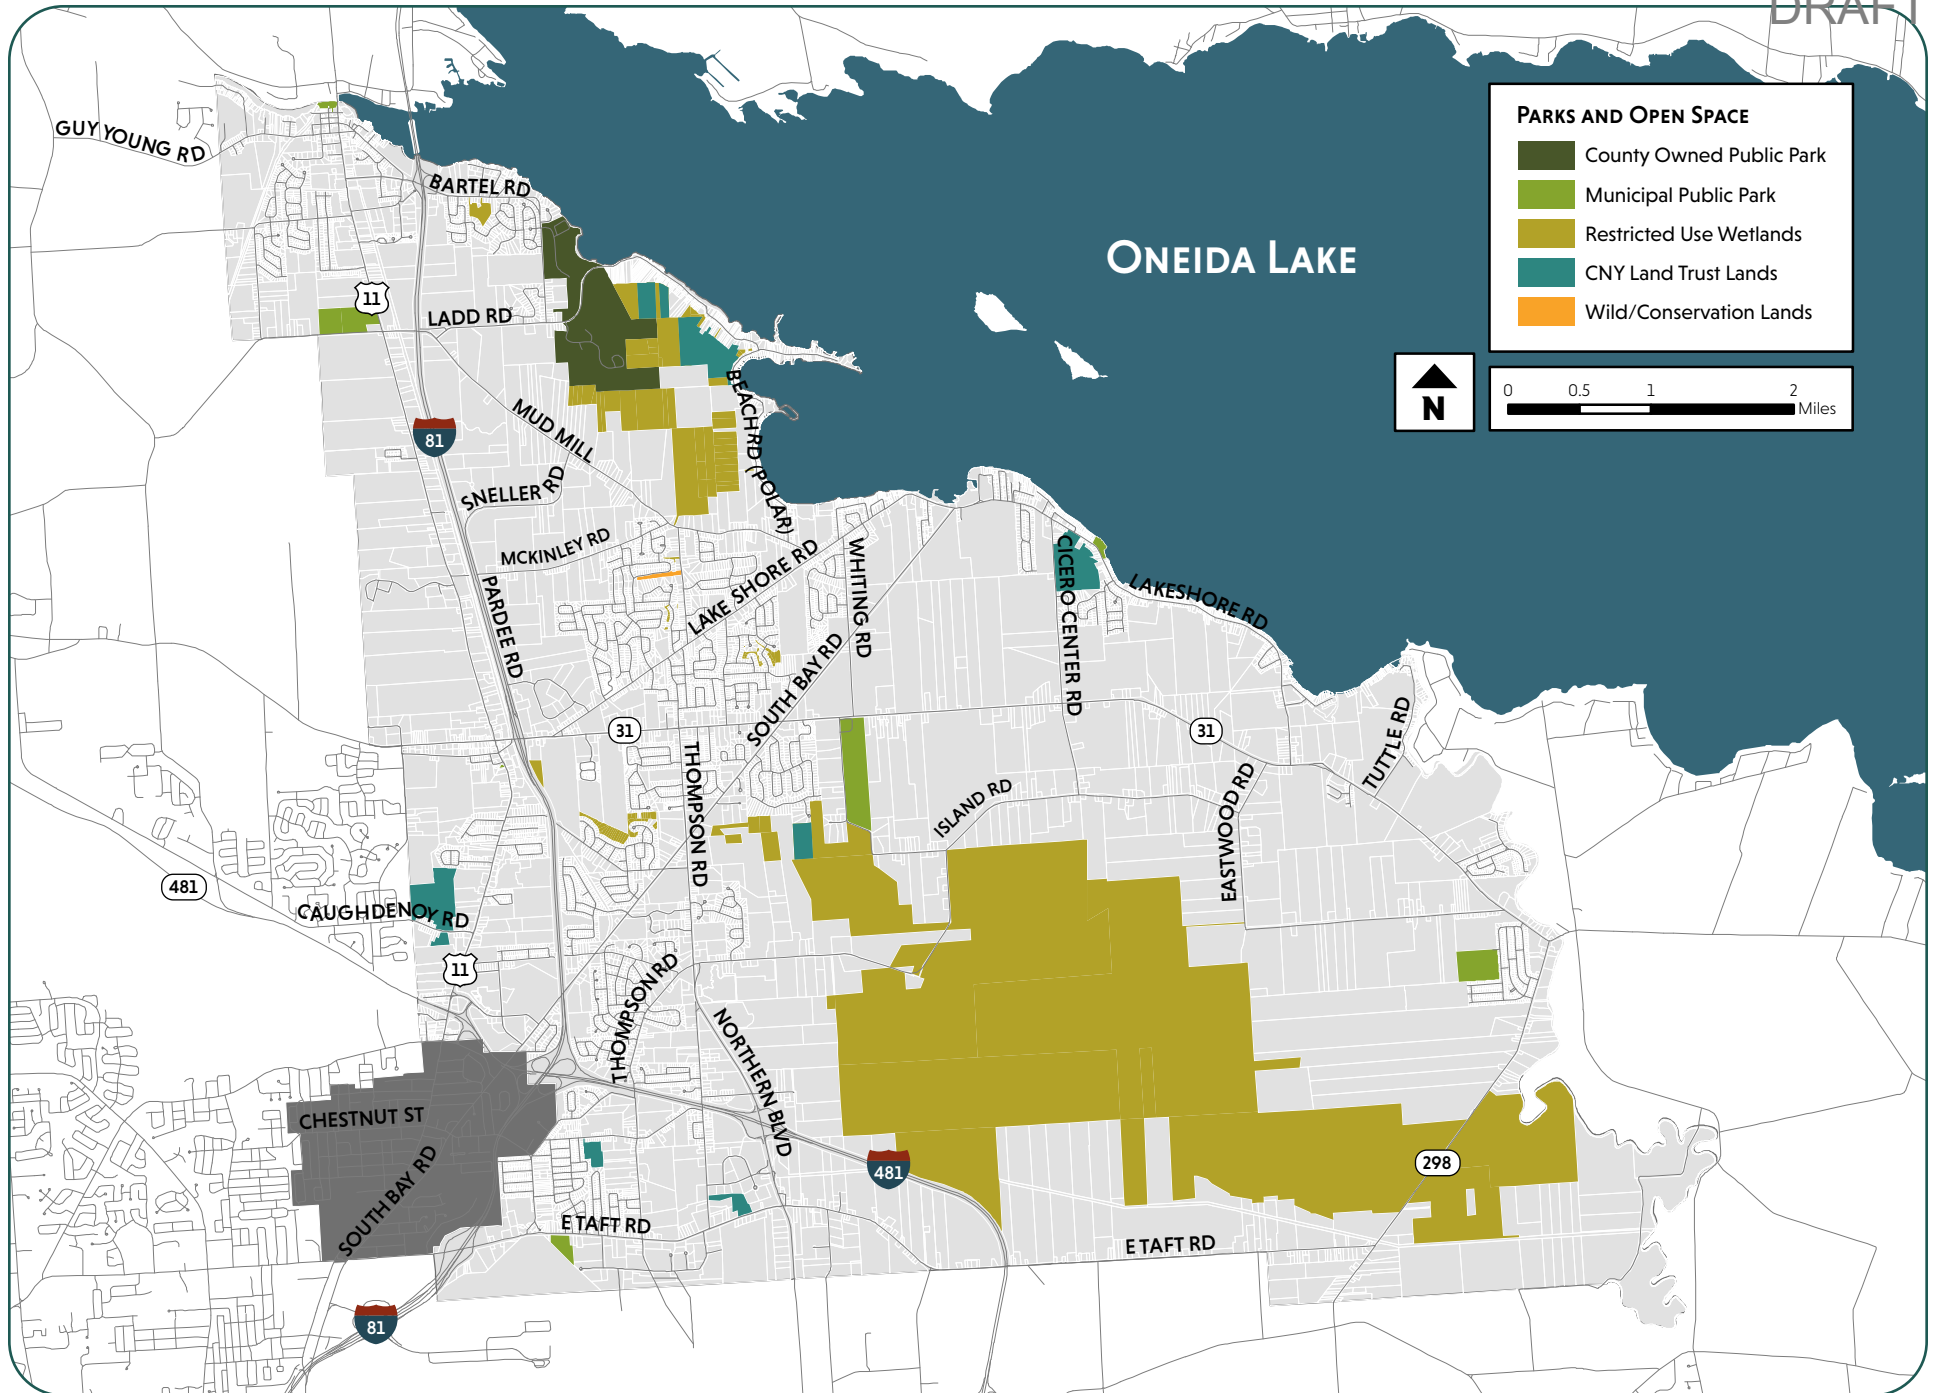 DRAFT
PARKS AND OPEN SPACE
County Owned Public Park
Municipal Public Park
Restricted Use Wetlands
CNY Land Trust Lands
Wild/Conservation Lands
N
0 0.5 1 2
Miles
ONEIDA LAKE
GUY YOUNG RD
BARTEL RD
11
LADD RD
81
MUD MILL
BEACH RD (POLAR)
SNELLER RD
MCKINLEY RD
LAKE SHORE RD
WHITING RD
CICERO CENTER RD
LAKESHORE RD
PARDEE RD
SOUTH BAY RD
31
31
TUTTLE RD
THOMPSON RD
ISLAND RD
EASTWOOD RD
481
CAUGHDENOY RD
11
THOMPSON RD
NORTHERN BLVD
CHESTNUT ST
SOUTH BAY RD
481
298
E TAFT RD
E TAFT RD
81